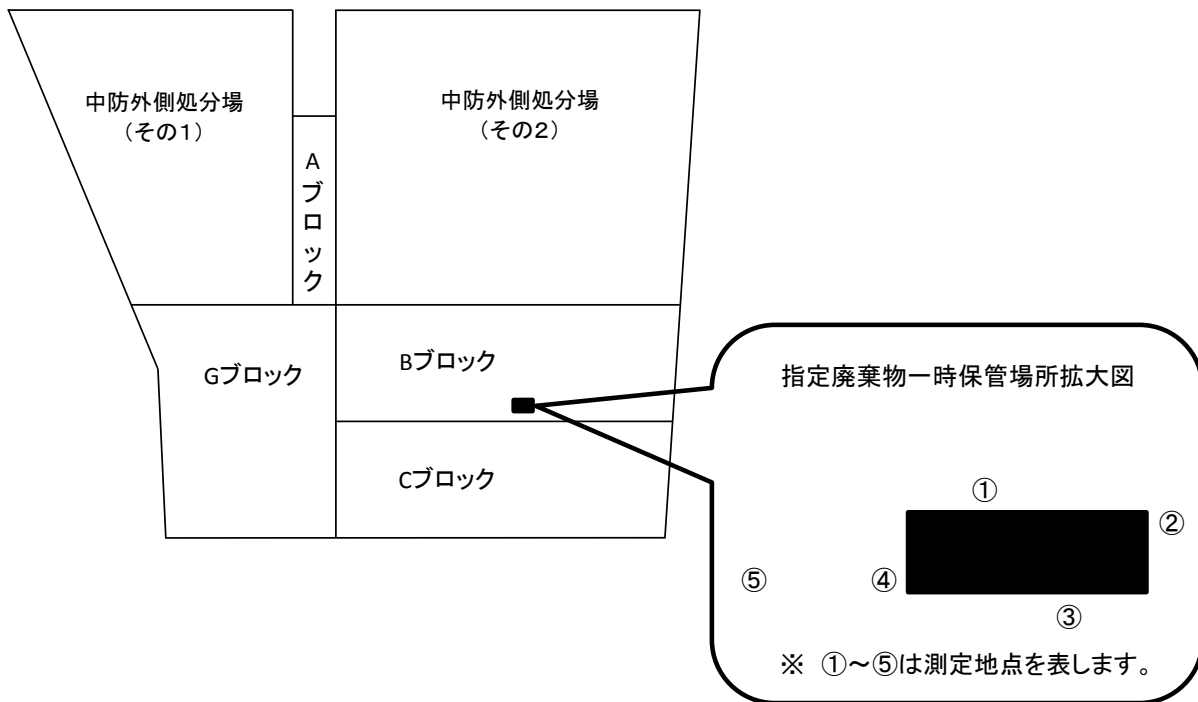 中防外側処分場
（その１）
中防外側処分場
（その２）
Aブロック
Gブロック
Bブロック
Cブロック
指定廃棄物一時保管場所拡大図
①
②
③
④
⑤
※　①～⑤は測定地点を表します。